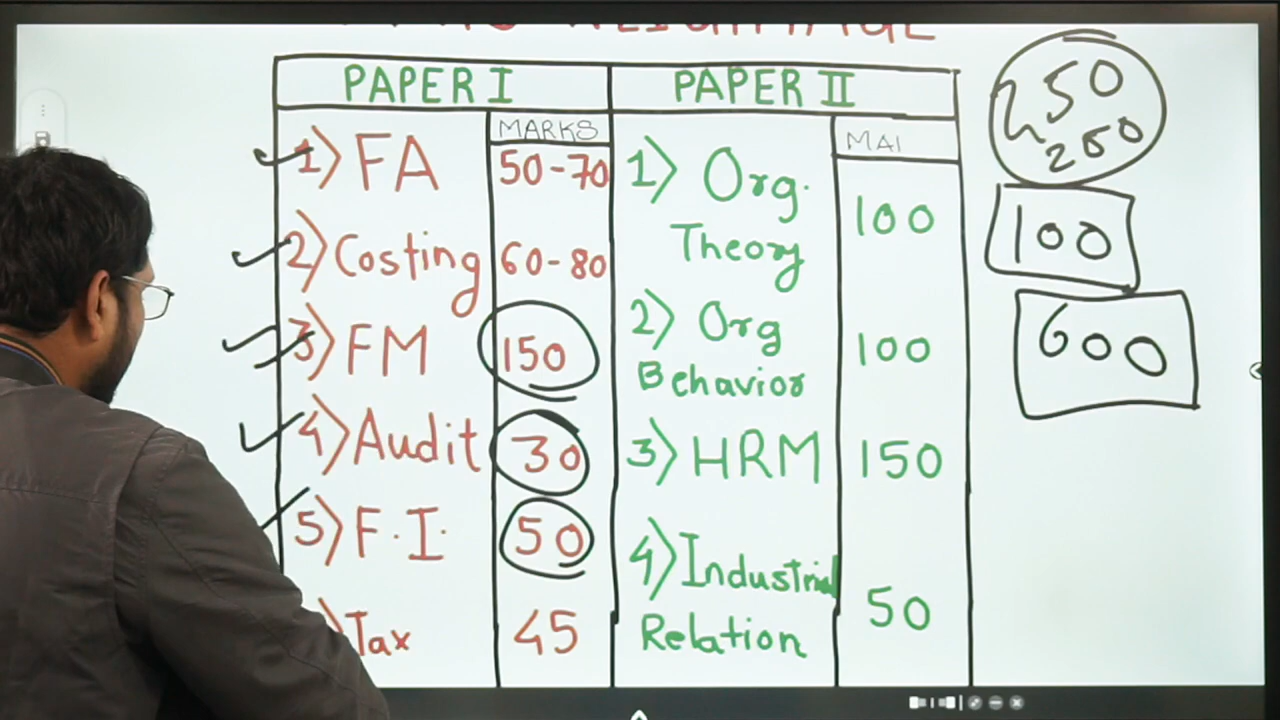 WEIGHTAGE
PAPER I
MARKS
1) FA 50-70
2) Costing 60-80
3) FM 150
4) Audit 30
5) F.I. 50
) Tax 45
PAPER II
MAI
1) Org.
Theory
100
2) Org
Behavior
100
3) HRM 150
4) Industrial
Relation
50
250
100
600